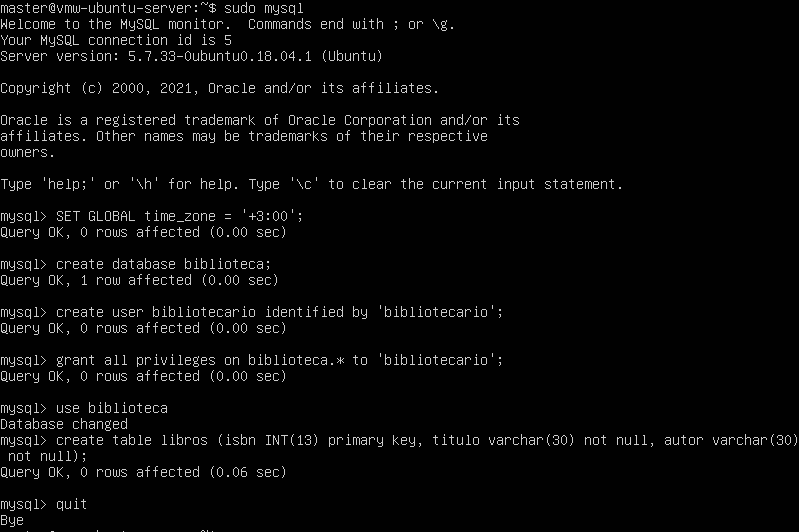 master@vmw-ubuntu-server:~$ sudo mysql
Welcome to the MySQL monitor.  Commands end with ; or \g.
Your MySQL connection id is 5
Server version: 5.7.33-0ubuntu0.18.04.1 (Ubuntu)
Copyright (c) 2000, 2021, Oracle and/or its affiliates.
Oracle is a registered trademark of Oracle Corporation and/or its
affiliates. Other names may be trademarks of their respective
owners.
Type 'help;' or '\h' for help. Type '\c' to clear the current input statement.
mysql> SET GLOBAL time_zone = '+3:00';
Query OK, 0 rows affected (0.00 sec)
mysql> create database biblioteca;
Query OK, 1 row affected (0.00 sec)
mysql> create user bibliotecario identified by 'bibliotecario';
Query OK, 0 rows affected (0.00 sec)
mysql> grant all privileges on biblioteca.* to 'bibliotecario';
Query OK, 0 rows affected (0.00 sec)
mysql> use biblioteca
Database changed
mysql> create table libros (isbn INT(13) primary key, titulo varchar(30) not null, autor varchar(30)
 not null);
Query OK, 0 rows affected (0.06 sec)
mysql> quit
Bye